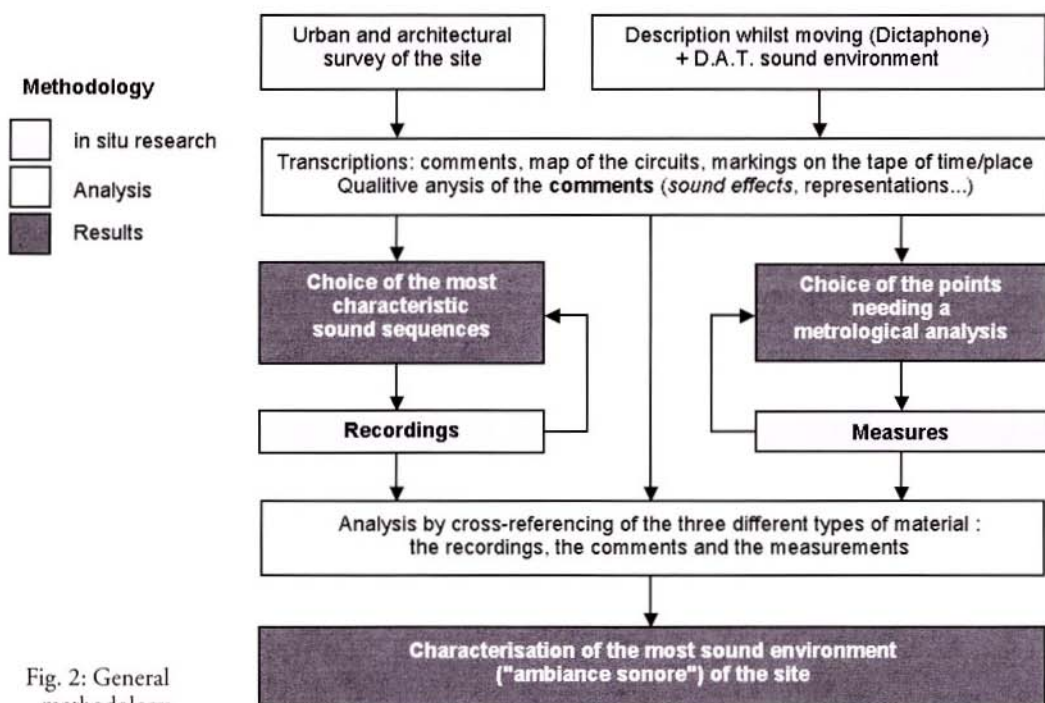 Urban and architectural
survey of the site
Description whilst moving (Dictaphone)
+ D.A.T. sound environment
Methodology
in situ research
Analysis
Results
Transcriptions: comments, map of the circuits, markings on the tape of time/place
Qualitive anysis of the comments (sound effects, representations...)
Choice of the most
characteristic
sound sequences
Choice of the points
needing a
metrological analysis
Recordings
Measures
Analysis by cross-referencing of the three different types of material :
the recordings, the comments and the measurements
Characterisation of the most sound environment
("ambiance sonore") of the site
Fig. 2: General
methodology